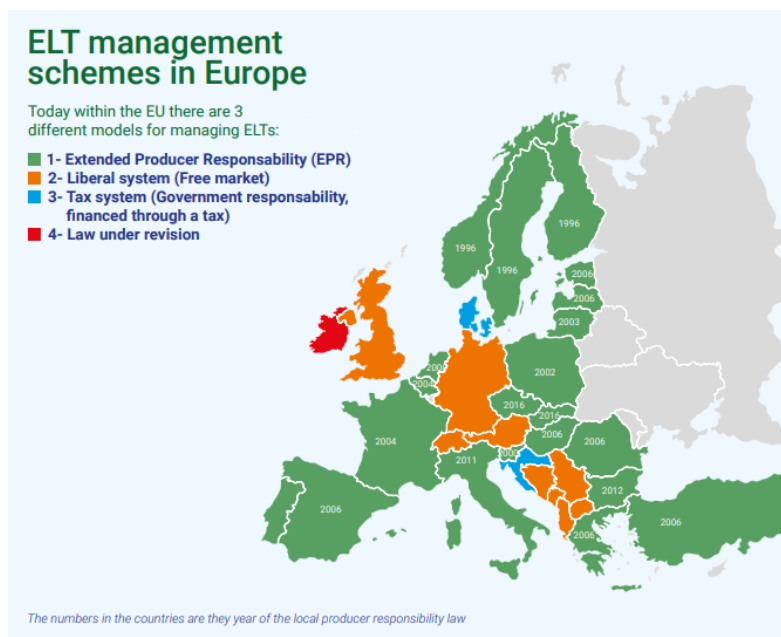 ELT management
schemes in Europe
Today within the EU there are 3
different models for managing ELTs:
1- Extended Producer Responsability (EPR)
2- Liberal system (Free market)
3- Tax system (Government responsability,
financed through a tax)
4- Law under revision
1996
1996
1996
2006
2006
2003
2004
2002
2016
2016
2006
2006
2004
2011
2012
2006
2006
2006
The numbers in the countries are they year of the local producer responsibility law